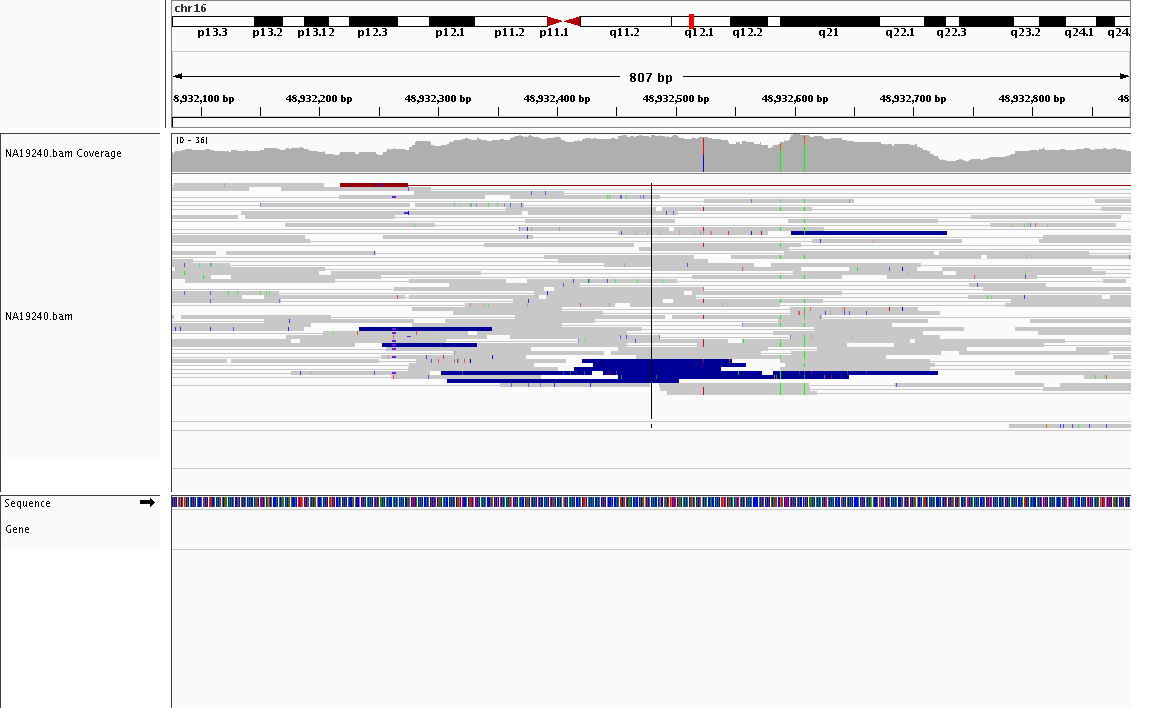 chr16
p13.3 p13.2 p13.12 p12.3 p12.1 p11.2 p11.1 q11.2 q12.1 q12.2 q21 q22.1 q22.3 q23.2 q24.1 q24.
807 bp
48,932,100 bp 48,932,200 bp 48,932,300 bp 48,932,400 bp 48,932,500 bp 48,932,600 bp 48,932,700 bp 48,932,800 bp 48
[0 - 36]
NA19240.bam Coverage
NA19240.bam
Sequence
Gene